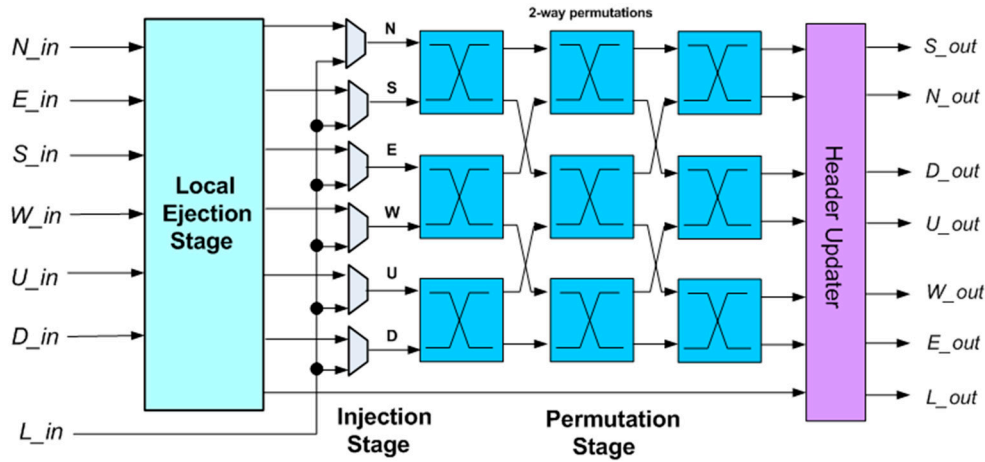 2-way permutations
N_in
E_in
S_in
W_in
U_in
D_in
L_in
Local
Ejection
Stage
N
S
E
W
U
D
Injection
Stage
Permutation
Stage
Header Updater
S_out
N_out
D_out
U_out
W_out
E_out
L_out